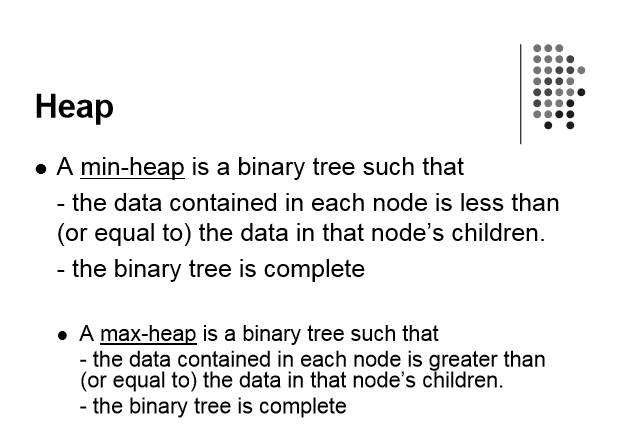 Heap
● A min-heap is a binary tree such that
- the data contained in each node is less than
(or equal to) the data in that node’s children.
- the binary tree is complete
● A max-heap is a binary tree such that
- the data contained in each node is greater than
(or equal to) the data in that node’s children.
- the binary tree is complete